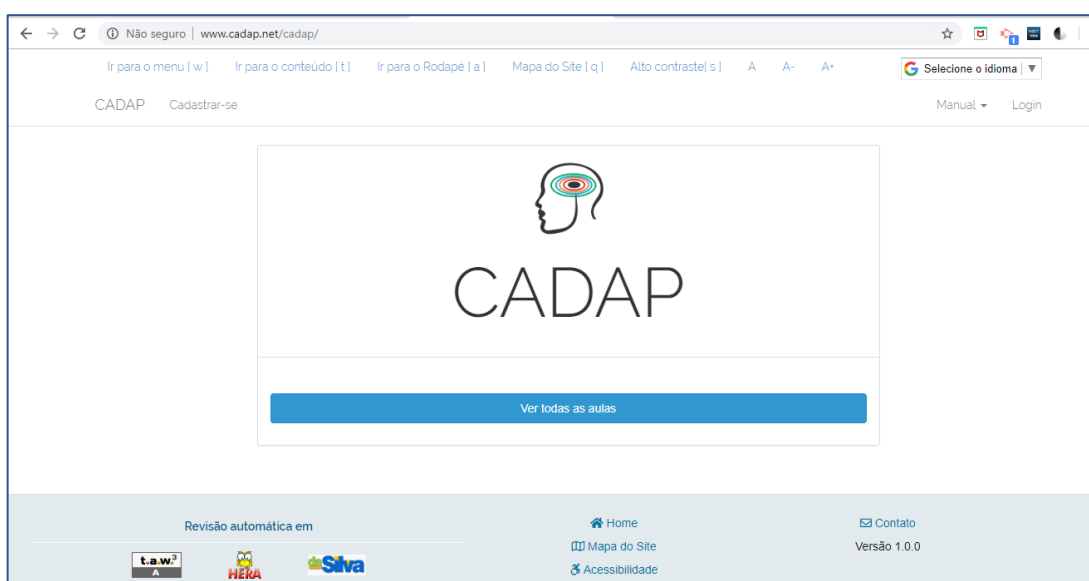 Não seguro | www.cadap.net/cadap/
Ir para o menu [ w ] Ir para o conteúdo [ t ] Ir para o Rodapé [ a ] Mapa do Site [ q ] Alto contraste[ s ] A A- A+ G Selecione o idioma
CADAP Cadastrar-se Manual Login
CADAP
Ver todas as aulas
Revisão automática em Home Contato
Mapa do Site Versão 1.0.0
t.a.w.3 A HERA daSilva
Acessibilidade